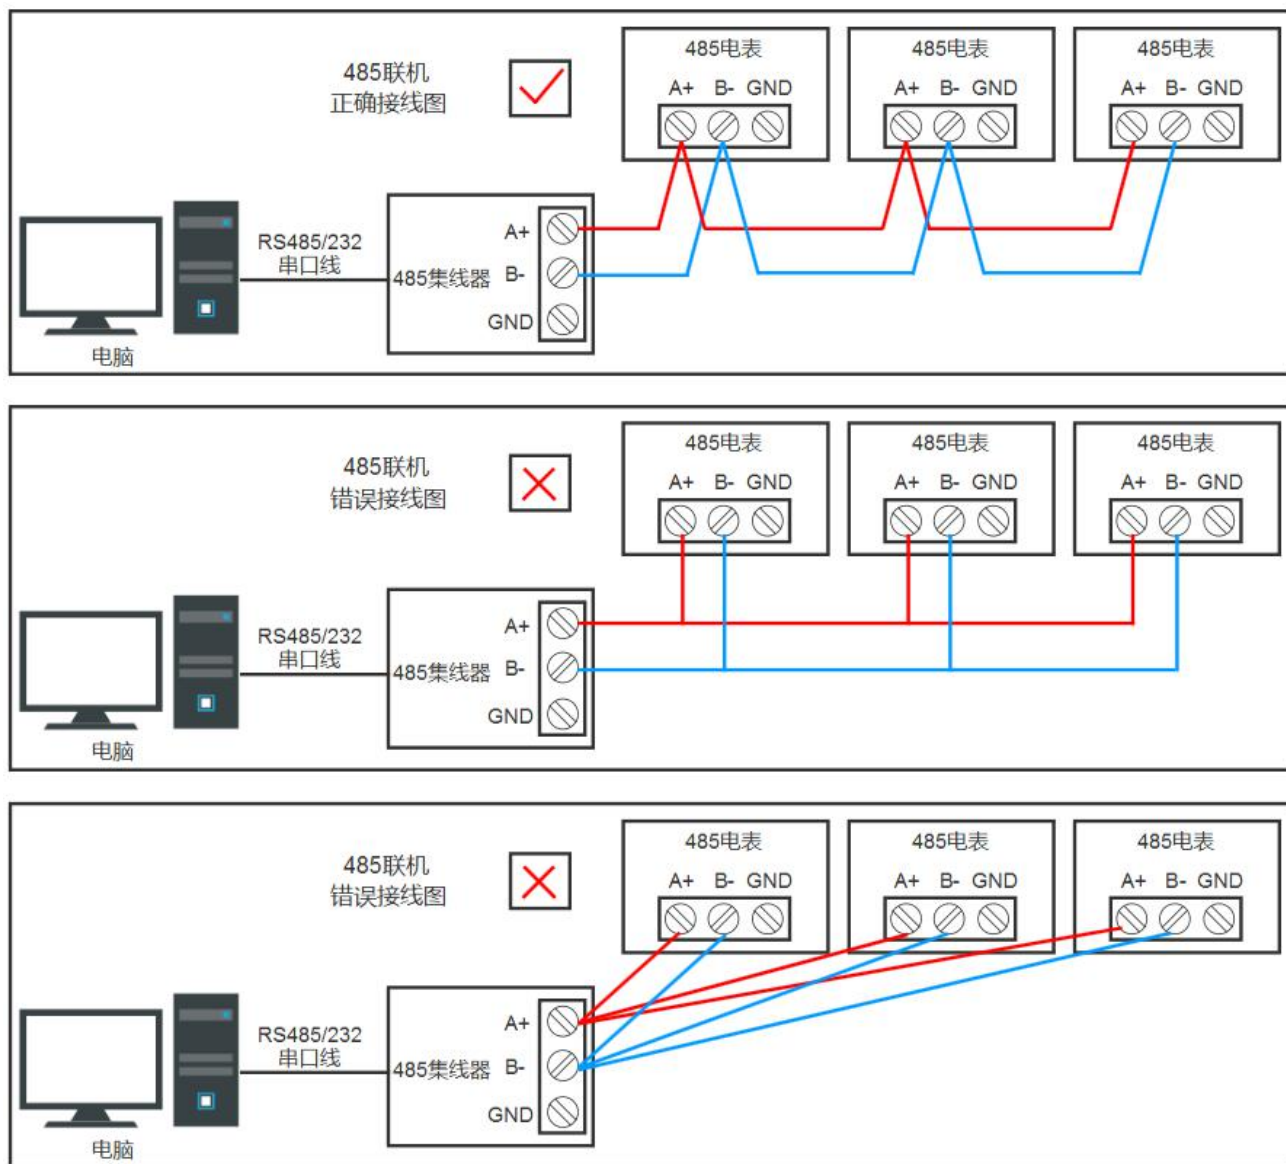 485联机
正确接线图
485电表
A+ B- GND
485电表
A+ B- GND
485电表
A+ B- GND
电脑
RS485/232
串口线
485集线器
A+
B-
GND
485联机
错误接线图
485电表
A+ B- GND
485电表
A+ B- GND
485电表
A+ B- GND
电脑
RS485/232
串口线
485集线器
A+
B-
GND
485联机
错误接线图
485电表
A+ B- GND
485电表
A+ B- GND
485电表
A+ B- GND
电脑
RS485/232
串口线
485集线器
A+
B-
GND